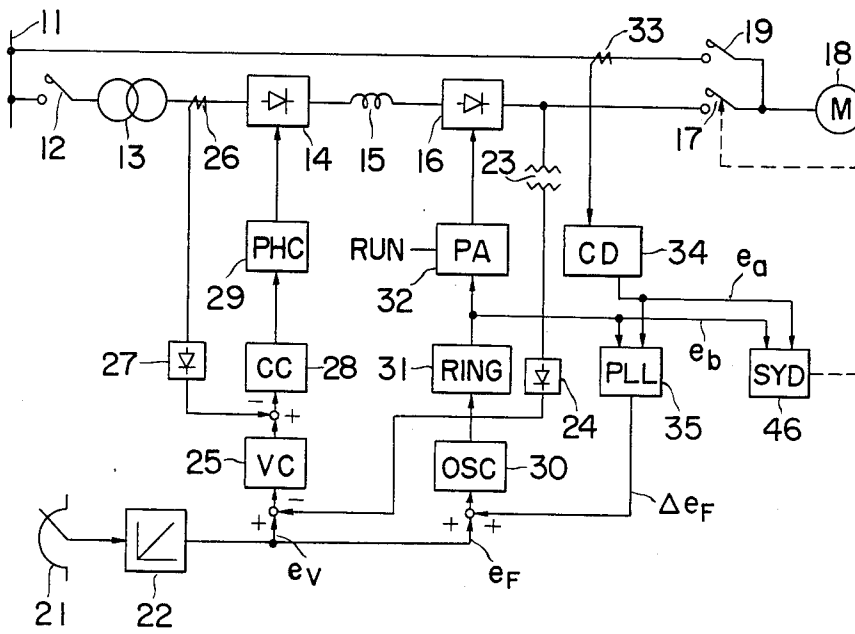 11
33
19
18
M
12
13
26
14
15
16
17
23
PHC
29
RUN
PA
32
CD
34
ea
eb
27
CC
28
31
RING
24
PLL
35
SYD
46
25
VC
OSC
30
ΔeF
21
22
eV
eF
− +
−
+
+ +